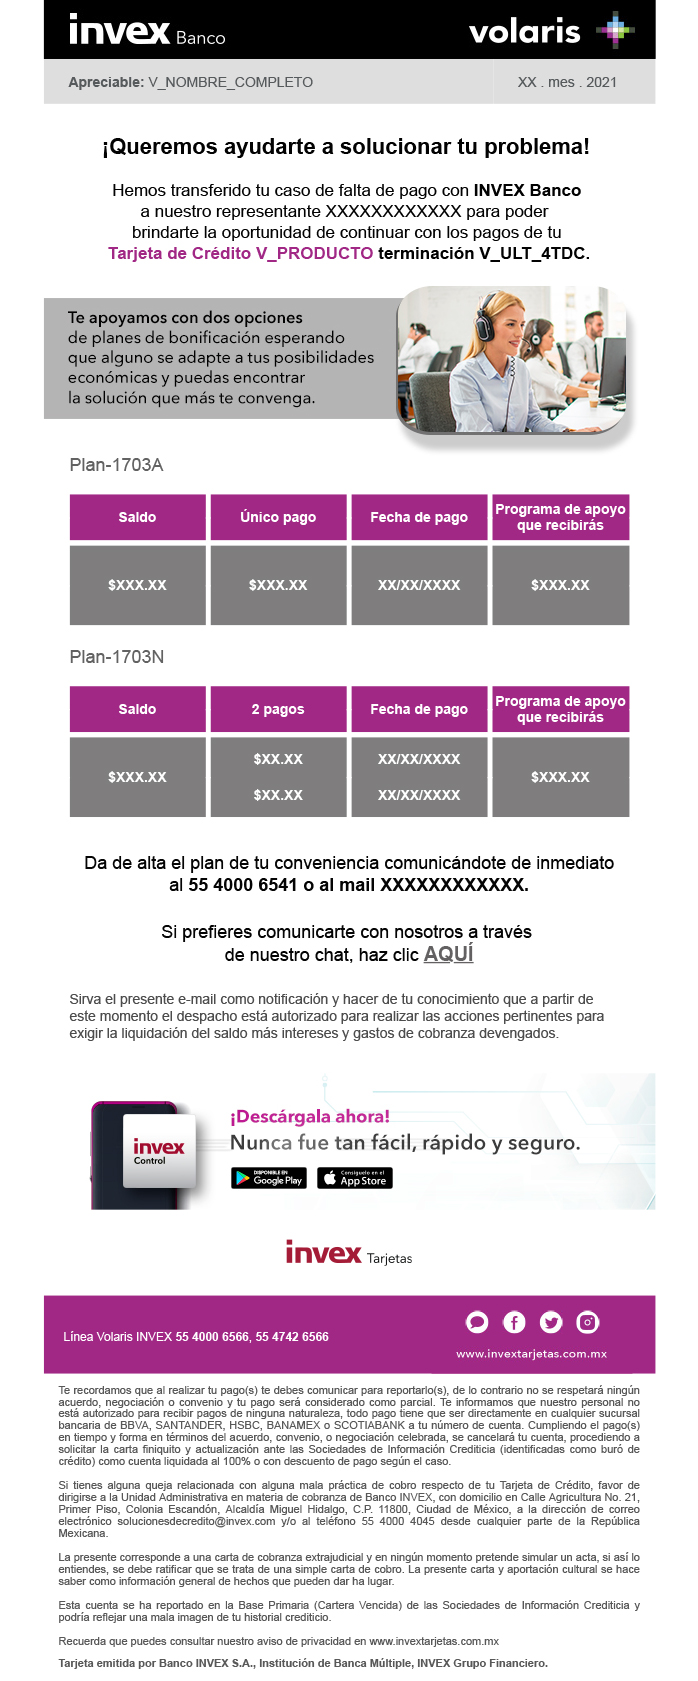 invex Banco
volaris
Apreciable: V_NOMBRE_COMPLETO
XX . mes . 2021
¡Queremos ayudarte a solucionar tu problema!
Hemos transferido tu caso de falta de pago con INVEX Banco
a nuestro representante XXXXXXXXXXXX para poder
brindarte la oportunidad de continuar con los pagos de tu
Tarjeta de Crédito V_PRODUCTO terminación V_ULT_4TDC.
Te apoyamos con dos opciones
de planes de bonificación esperando
que alguno se adapte a tus posibilidades
económicas y puedas encontrar
la solución que más te convenga.
Plan-1703A
Saldo
Único pago
Fecha de pago
Programa de apoyo
que recibirás
$XXX.XX
$XXX.XX
XX/XX/XXXX
$XXX.XX
Plan-1703N
Saldo
2 pagos
Fecha de pago
Programa de apoyo
que recibirás
$XXX.XX
$XX.XX
$XX.XX
XX/XX/XXXX
XX/XX/XXXX
$XXX.XX
Da de alta el plan de tu conveniencia comunicándote de inmediato
al 55 4000 6541 o al mail XXXXXXXXXXXX.
Si prefieres comunicarte con nosotros a través
de nuestro chat, haz clic AQUÍ
Sirva el presente e-mail como notificación y hacer de tu conocimiento que a partir de
este momento el despacho está autorizado para realizar las acciones pertinentes para
exigir la liquidación del saldo más intereses y gastos de cobranza devengados.
invex
Control
¡Descárgala ahora!
Nunca fue tan fácil, rápido y seguro.
DISPONIBLE EN
Google Play
Consíguelo en el
App Store
invex Tarjetas
Línea Volaris INVEX 55 4000 6566, 55 4742 6566
www.invextarjetas.com.mx
Te recordamos que al realizar tu pago(s) te debes comunicar para reportarlo(s), de lo contrario no se respetará ningún
acuerdo, negociación o convenio y tu pago será considerado como parcial. Te informamos que nuestro personal no
está autorizado para recibir pagos de ninguna naturaleza, todo pago tiene que ser directamente en cualquier sucursal
bancaria de BBVA, SANTANDER, HSBC, BANAMEX o SCOTIABANK a tu número de cuenta. Cumpliendo el pago(s)
en tiempo y forma en términos del acuerdo, convenio, o negociación celebrada, se cancelará tu cuenta, procediendo a
solicitar la carta finiquito y actualización ante las Sociedades de Información Crediticia (identificadas como buró de
crédito) como cuenta liquidada al 100% o con descuento de pago según el caso.
Si tienes alguna queja relacionada con alguna mala práctica de cobro respecto de tu Tarjeta de Crédito, favor de
dirigirse a la Unidad Administrativa en materia de cobranza de Banco INVEX, con domicilio en Calle Agricultura No. 21,
Primer Piso, Colonia Escandón, Alcaldía Miguel Hidalgo, C.P. 11800, Ciudad de México, a la dirección de correo
electrónico solucionesdecredito@invex.com y/o al teléfono 55 4000 4045 desde cualquier parte de la República
Mexicana.
La presente corresponde a una carta de cobranza extrajudicial y en ningún momento pretende simular un acta, si así lo
entiendes, se debe ratificar que se trata de una simple carta de cobro. La presente carta y aportación cultural se hace
saber como información general de hechos que pueden dar ha lugar.
Esta cuenta se ha reportado en la Base Primaria (Cartera Vencida) de las Sociedades de Información Crediticia y
podría reflejar una mala imagen de tu historial crediticio.
Recuerda que puedes consultar nuestro aviso de privacidad en www.invextarjetas.com.mx
Tarjeta emitida por Banco INVEX S.A., Institución de Banca Múltiple, INVEX Grupo Financiero.